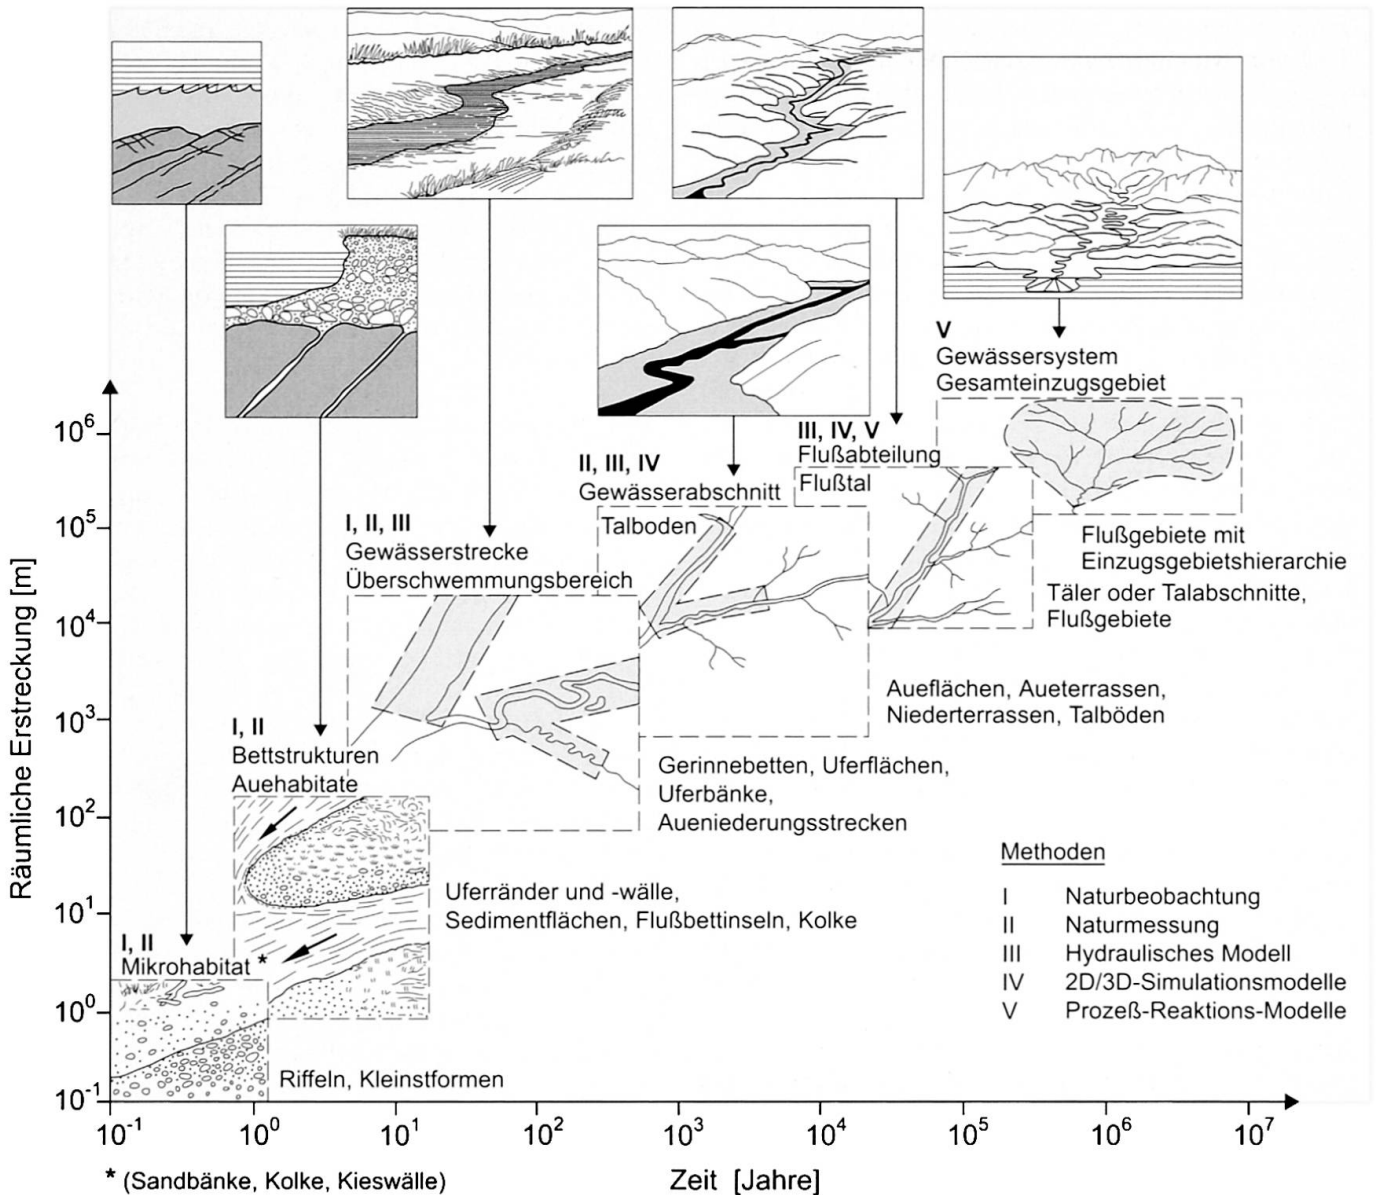 V
Gewässersystem
Gesamteinzugsgebiet
III, IV, V
Flußabteilung
Flußtal
II, III, IV
Gewässerabschnitt
Talboden
I, II, III
Gewässerstrecke
Überschwemmungsbereich
Flußgebiete mit
Einzugsgebietshierarchie
Täler oder Talabschnitte,
Flußgebiete
Aueflächen, Aueterrassen,
Niederterrassen, Talböden
I, II
Bettstrukturen
Auehabitate
Gerinnebetten, Uferflächen,
Uferbänke,
Aueniederungsstrecken
Uferränder und -wälle,
Sedimentflächen, Flußbettinseln, Kolke
I, II
Mikrohabitat *
Riffeln, Kleinstformen
Methoden
I Naturbeobachtung
II Naturmessung
III Hydraulisches Modell
IV 2D/3D-Simulationsmodelle
V Prozeß-Reaktions-Modelle
Räumliche Erstreckung [m]
10⁶
10⁵
10⁴
10³
10²
10¹
10⁰
10⁻¹
10⁻¹ 10⁰ 10¹ 10² 10³ 10⁴ 10⁵ 10⁶ 10⁷
* (Sandbänke, Kolke, Kieswälle)
Zeit [Jahre]